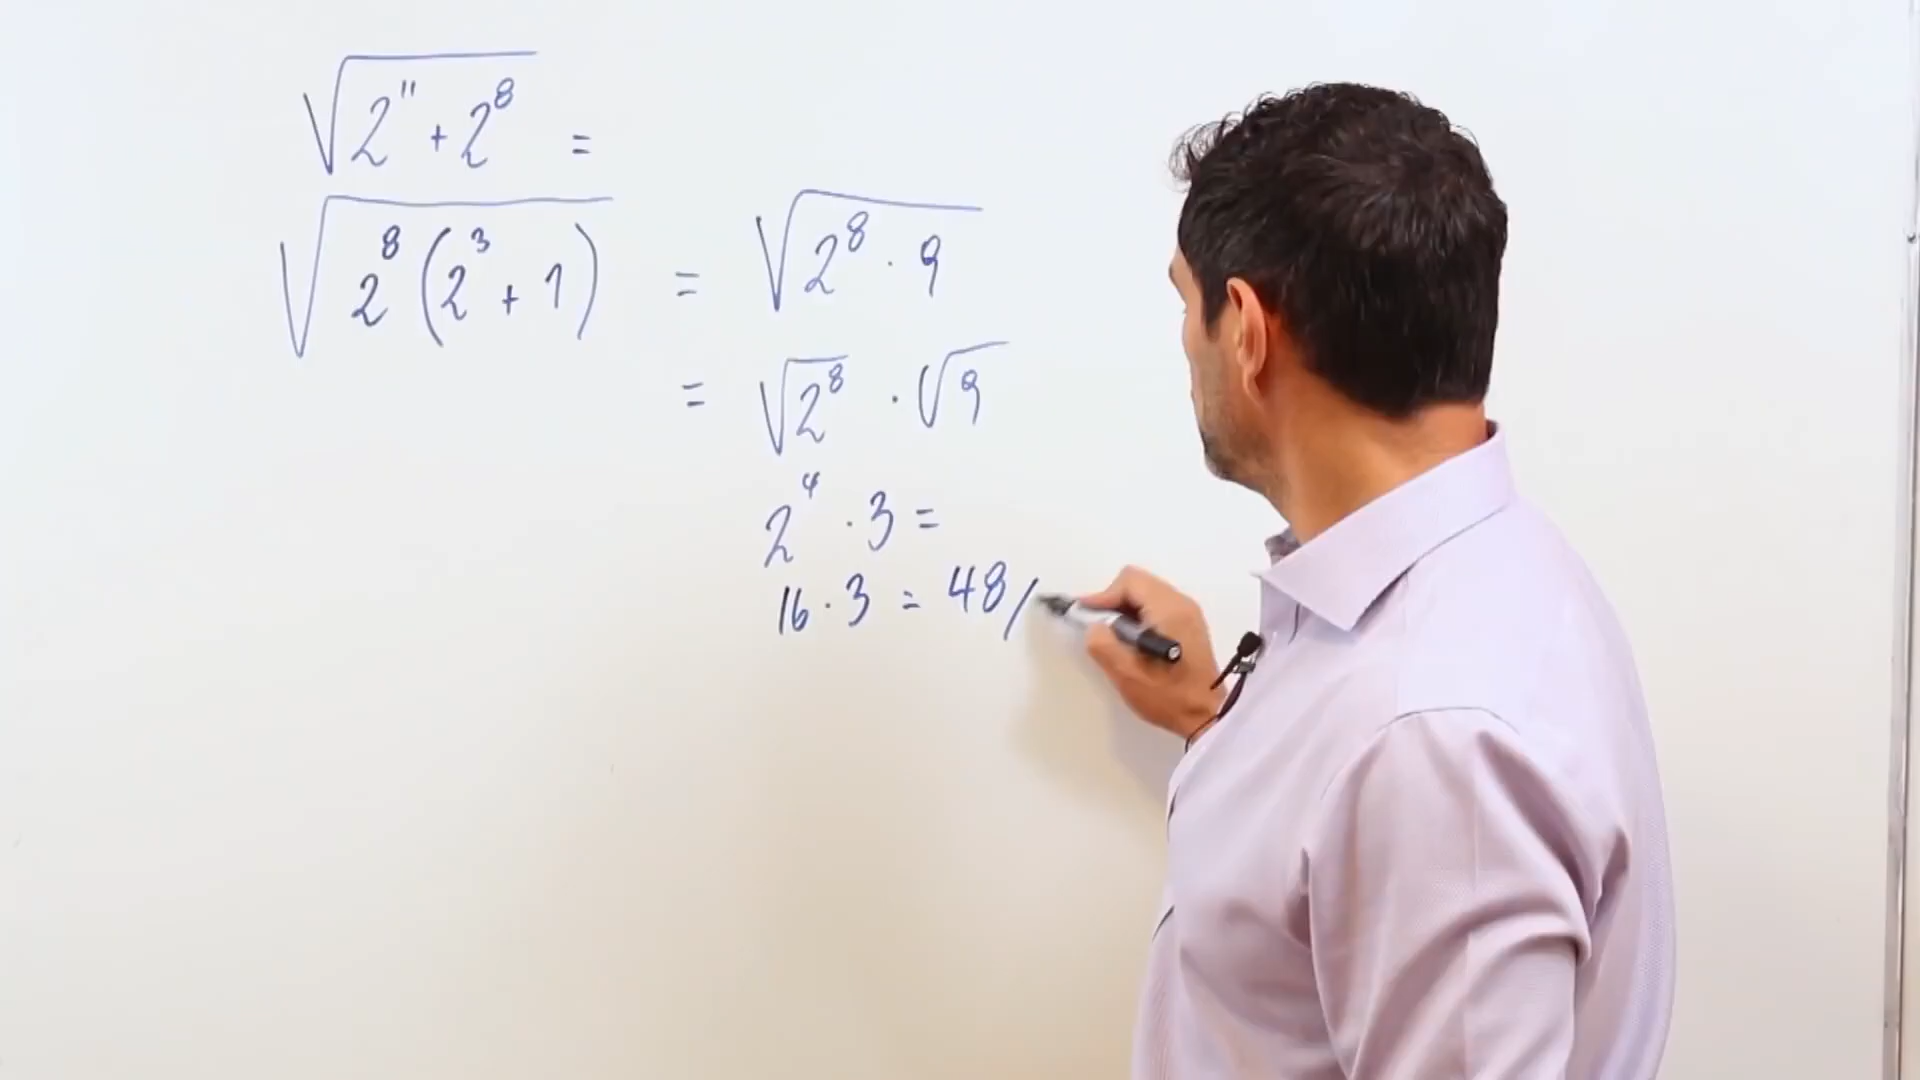 √(2¹¹ + 2⁸) =
√(2⁸(2³ + 1)) = √(2⁸ · 9)
= √2⁸ · √9
2⁴ · 3 =
16 · 3 = 48/